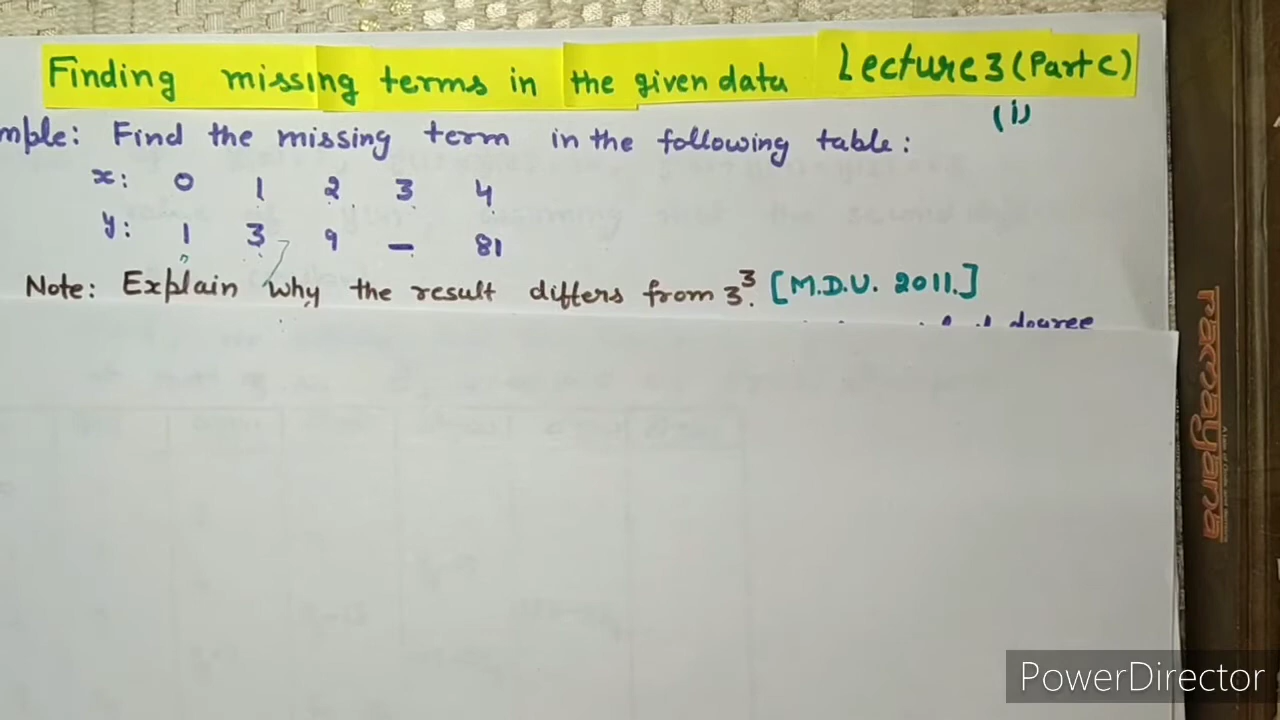 Finding missing terms in the given data Lecture 3 (Part C)
(i)
mple: Find the missing term in the following table:
x: 0 1 2 3 4
y: 1 3 9 – 81
Note: Explain why the result differs from 3³. [M.D.U. 2011.]
degree
ramayana
PowerDirector